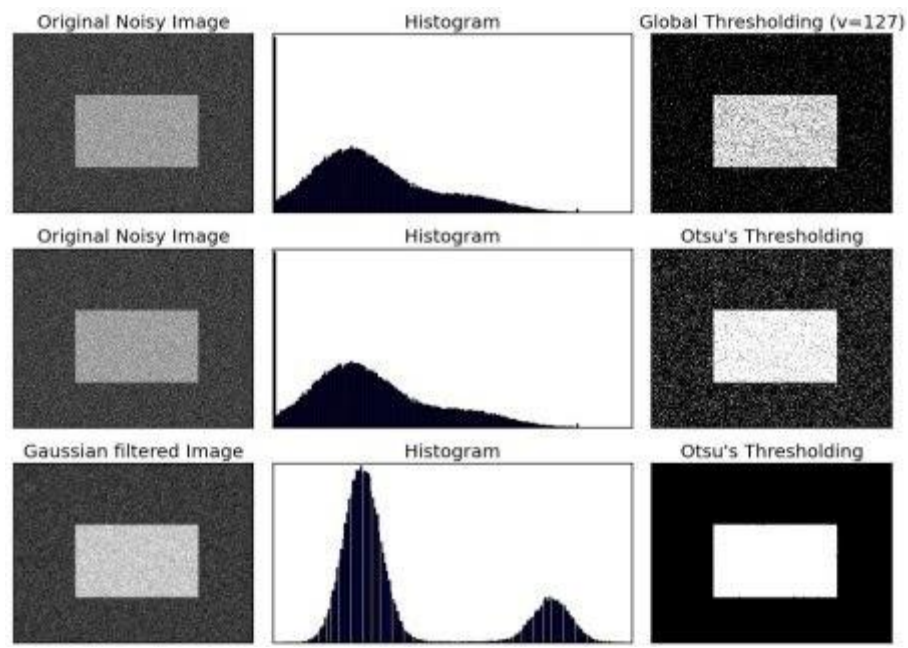 Original Noisy Image
Histogram
Global Thresholding (v=127)
Original Noisy Image
Histogram
Otsu's Thresholding
Gaussian filtered Image
Histogram
Otsu's Thresholding